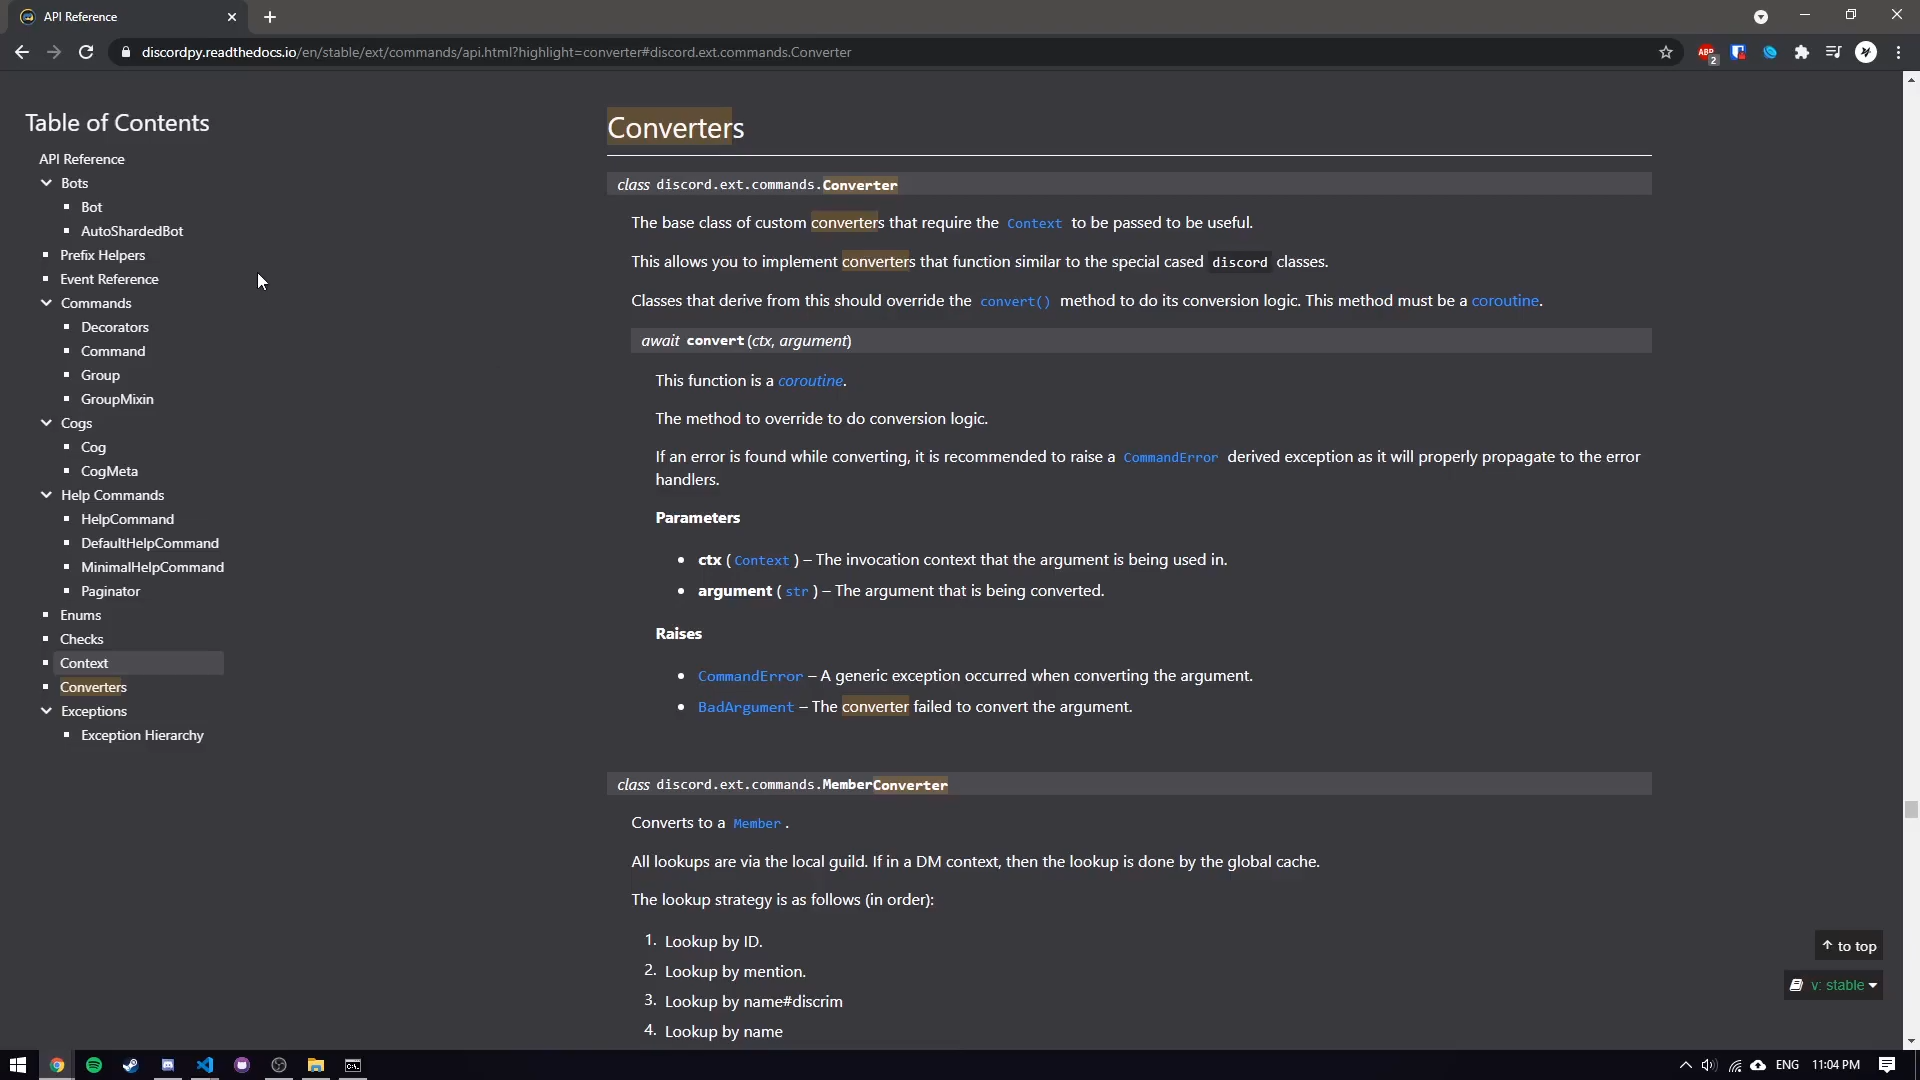 API Reference
discordpy.readthedocs.io/en/stable/ext/commands/api.html?highlight=converter#discord.ext.commands.Converter
ABP
2
Table of Contents
API Reference
Bots
Bot
AutoShardedBot
Prefix Helpers
Event Reference
Commands
Decorators
Command
Group
GroupMixin
Cogs
Cog
CogMeta
Help Commands
HelpCommand
DefaultHelpCommand
MinimalHelpCommand
Paginator
Enums
Checks
Context
Converters
Exceptions
Exception Hierarchy
Converters
class discord.ext.commands.Converter
The base class of custom converters that require the Context to be passed to be useful.
This allows you to implement converters that function similar to the special cased discord classes.
Classes that derive from this should override the convert() method to do its conversion logic. This method must be a coroutine.
await convert(ctx, argument)
This function is a coroutine.
The method to override to do conversion logic.
If an error is found while converting, it is recommended to raise a CommandError derived exception as it will properly propagate to the error
handlers.
Parameters
• ctx (Context) – The invocation context that the argument is being used in.
• argument (str) – The argument that is being converted.
Raises
• CommandError – A generic exception occurred when converting the argument.
• BadArgument – The converter failed to convert the argument.
class discord.ext.commands.MemberConverter
Converts to a Member.
All lookups are via the local guild. If in a DM context, then the lookup is done by the global cache.
The lookup strategy is as follows (in order):
1. Lookup by ID.
2. Lookup by mention.
3. Lookup by name#discrim
4. Lookup by name
↑ to top
v: stable
ENG
11:04 PM